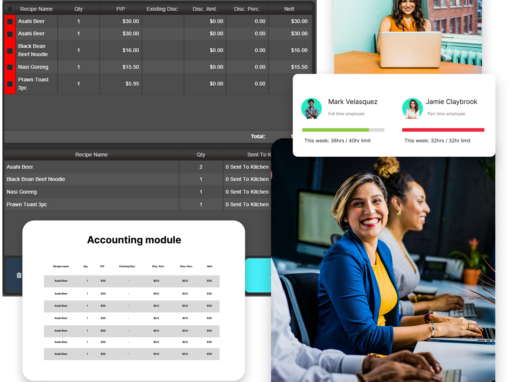 Recipe Name Qty P/P Existing Disc. Disc. Amt. Disc. Perc. Nett
Asahi Beer 1 $30.00 $0.00 0.00 $30.00
Asahi Beer 1 $30.00 $0.00 0.00 $30.00
Black Bean
Beef Noodle 1 $16.00 $0.00 0.00 $16.00
Nasi Goreng 1 $15.50 $0.00 0.00 $15.50
Prawn Toast
3pc 1 $5.95 $0.00 0.00 $5.95
Total:
Recipe Name Qty Sent To K
Asahi Beer 2 0 Sent To Kitchen
Black Bean Beef Noodle 1 0 Sent To Kitchen
Nasi Goreng 1 0 Sent To Kitchen
Prawn Toast 3pc 1 0 Sent To Kitchen
Mark Velasquez
Full time employee
This week: 36hrs / 40hr limit
Jamie Claybrook
Part time employee
This week: 32hrs / 32hr limit
Accounting module
Recipe name Qty P/P Existing Disc. Disc. Amt. Disc. Perc. Nett
Asahi Beer 1 $30 - $0.0 $0.0 $30
Asahi Beer 1 $30 - $0.0 $0.0 $30
Asahi Beer 1 $30 - $0.0 $0.0 $30
Asahi Beer 1 $30 - $0.0 $0.0 $30
Asahi Beer 1 $30 - $0.0 $0.0 $30
Asahi Beer 1 $30 - $0.0 $0.0 $30
Asahi Beer 1 $30 - $0.0 $0.0 $30